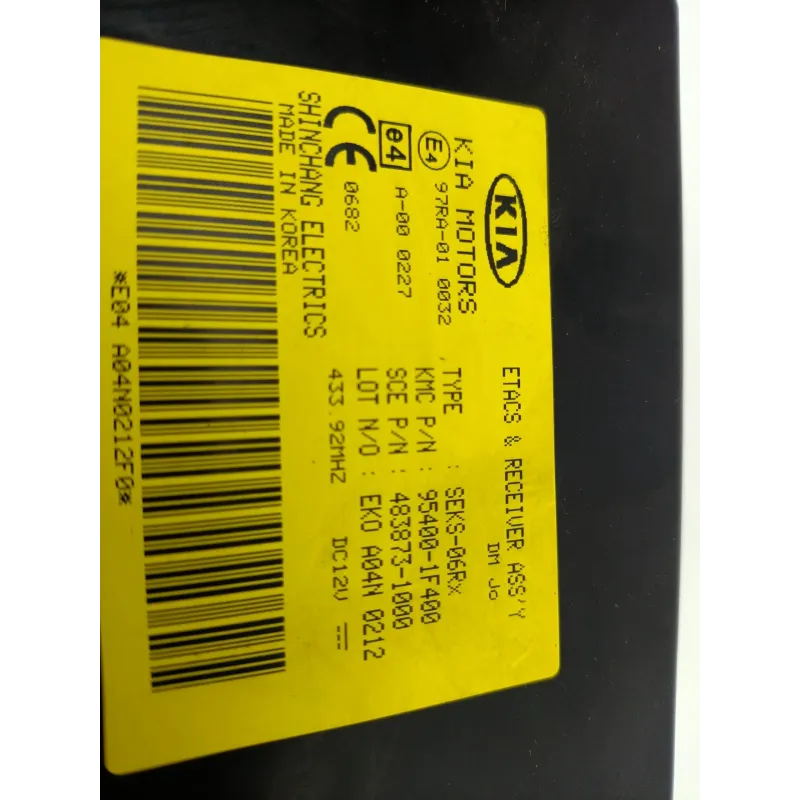 KIA
ETACS & RECEIVER ASS'Y
DM Jc
KIA MOTORS
E4 97RA-01 0032
e4 A-00 0227
CE 0682
TYPE : SEKS-06Rx
KMC P/N : 95400-1F400
SCE P/N : 483873-1000
LOT N/O : EKO A04N 0212
433.92MHZ DC12V
SHINCHANG ELECTRICS
MADE IN KOREA
*E04 A04N0212F0*